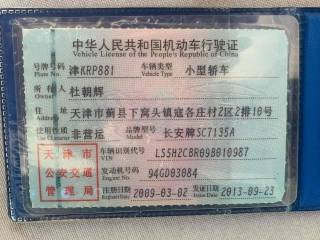 中华人民共和国机动车行驶证
Vehicle License of the People's Republic of China
号牌号码 津KRP881 车辆类型 小型轿车
Plate No. Vehicle Type
所有人 杜朝辉
Owner
住址 天津市蓟县下窝头镇寇各庄村2区2排10号
Address
使用性质 非营运 品牌型号 长安牌SC7135A
Model
天津市公安交通管理局
车辆识别代号 LS5H2CBR09B010987
VIN
发动机号码 94GD03084
Engine No.
注册日期 2009-03-02 发证日期 2013-09-23
Register Date Issue Date